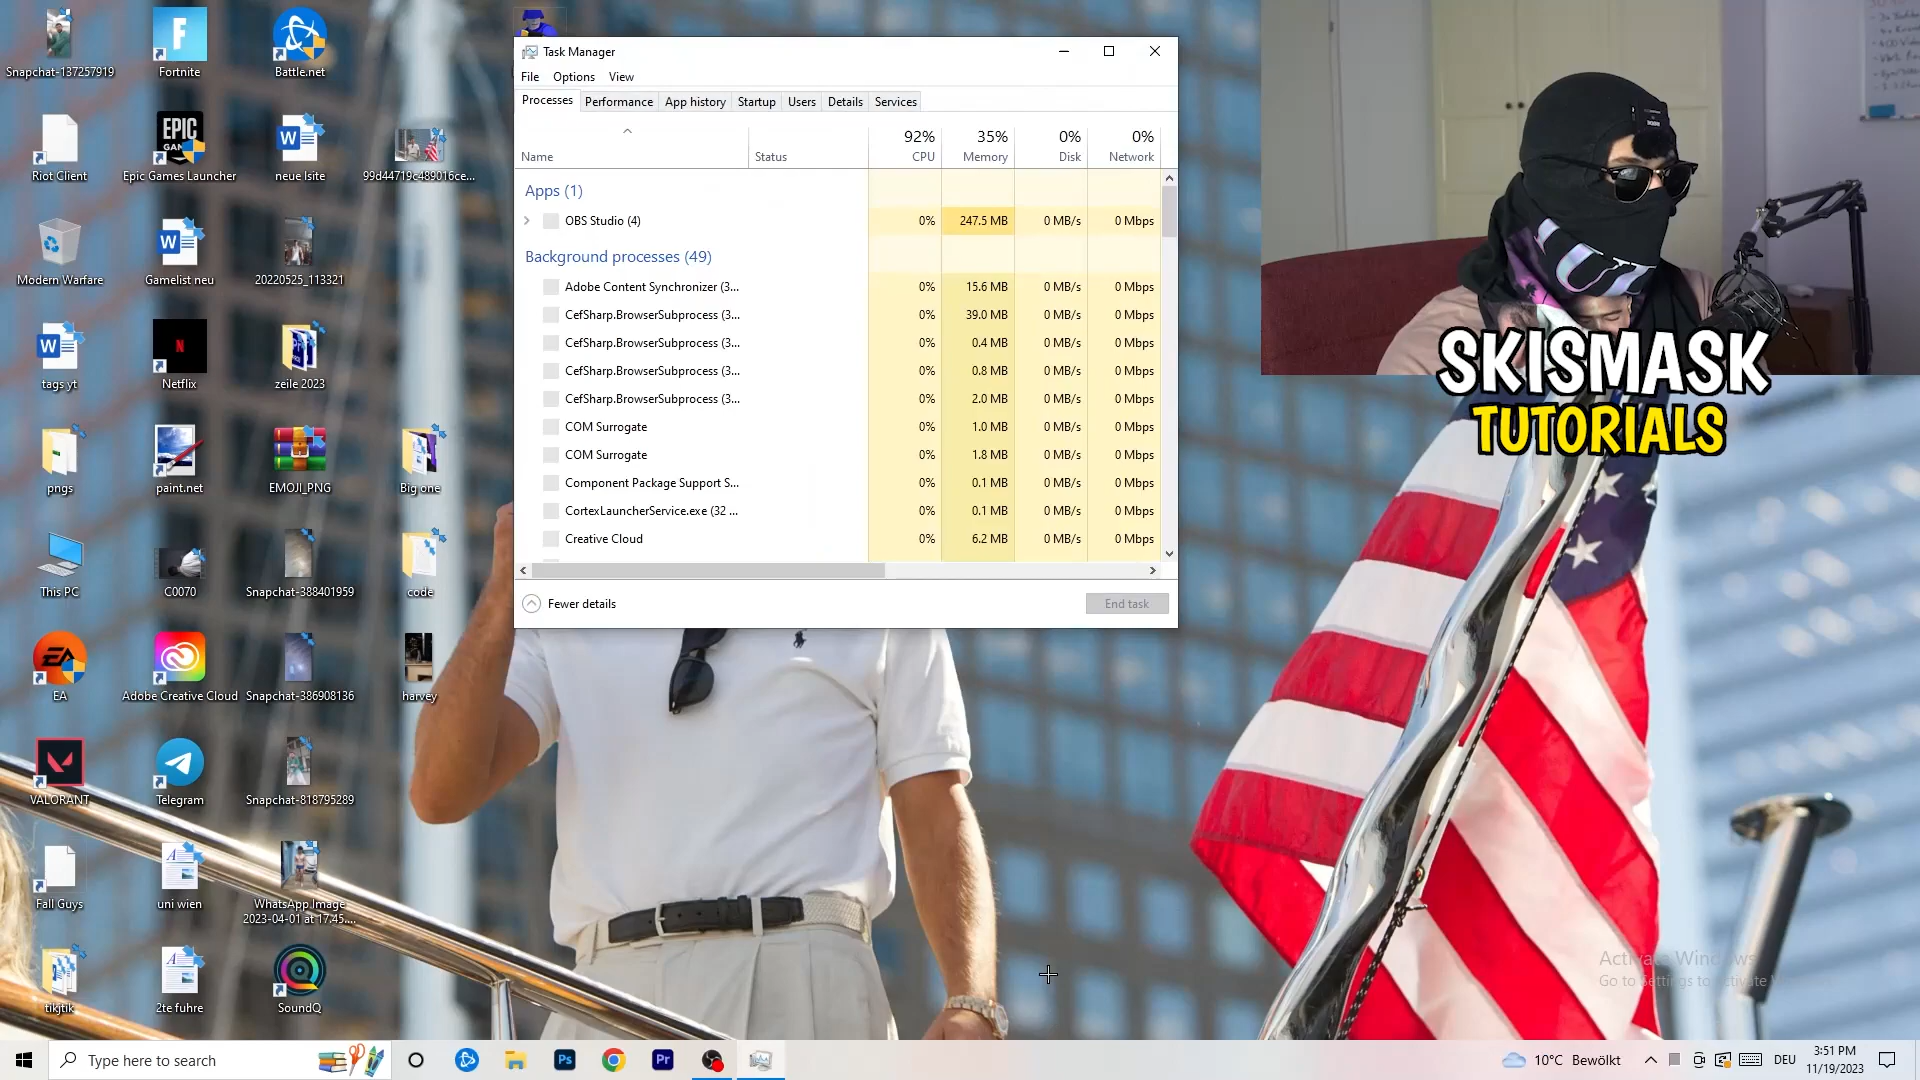 Snapchat-137257919
Fortnite
Battle.net
Riot Client
EPIC
Epic Games Launcher
neue lsite
99d44719c489016ce...
Modern Warfare
Gamelist neu
20220525_113321
tags yt
Netflix
zeile 2023
pngs
paint.net
EMOJI_PNG
Big one
This PC
C0070
Snapchat-388401959
code
EA
Adobe Creative Cloud
Snapchat-386908136
harvey
VALORANT
Telegram
Snapchat-818795289
Fall Guys
uni wien
WhatsApp Image
2023-04-01 at 17.45....
tikjtik
2te fuhre
SoundQ
Task Manager
File Options View
Processes Performance App history Startup Users Details Services
92% 35% 0% 0%
Name Status CPU Memory Disk Network
Apps (1)
OBS Studio (4) 0% 247.5 MB 0 MB/s 0 Mbps
Background processes (49)
Adobe Content Synchronizer (3... 0% 15.6 MB 0 MB/s 0 Mbps
CefSharp.BrowserSubprocess (3... 0% 39.0 MB 0 MB/s 0 Mbps
CefSharp.BrowserSubprocess (3... 0% 0.4 MB 0 MB/s 0 Mbps
CefSharp.BrowserSubprocess (3... 0% 0.8 MB 0 MB/s 0 Mbps
CefSharp.BrowserSubprocess (3... 0% 2.0 MB 0 MB/s 0 Mbps
COM Surrogate 0% 1.0 MB 0 MB/s 0 Mbps
COM Surrogate 0% 1.8 MB 0 MB/s 0 Mbps
Component Package Support S... 0% 0.1 MB 0 MB/s 0 Mbps
CortexLauncherService.exe (32 ... 0% 0.1 MB 0 MB/s 0 Mbps
Creative Cloud 0% 6.2 MB 0 MB/s 0 Mbps
Fewer details
End task
SKISMASK
TUTORIALS
Activate Windows
Go to Settings to activate
Type here to search
Ps
Pr
10°C Bewölkt
DEU
3:51 PM
11/19/2023